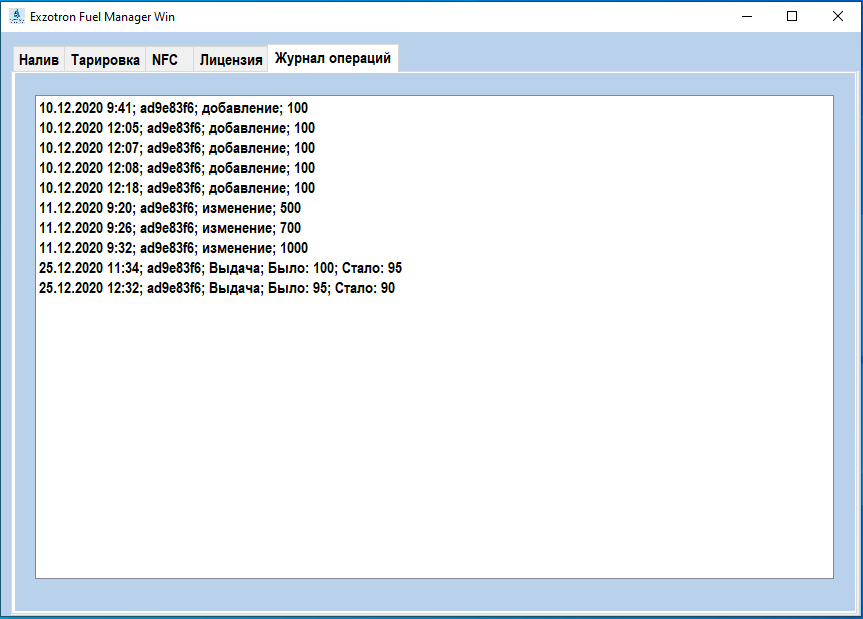 Exzotron Fuel Manager Win
Налив Тарировка NFC Лицензия Журнал операций
10.12.2020 9:41; ad9e83f6; добавление; 100
10.12.2020 12:05; ad9e83f6; добавление; 100
10.12.2020 12:07; ad9e83f6; добавление; 100
10.12.2020 12:08; ad9e83f6; добавление; 100
10.12.2020 12:18; ad9e83f6; добавление; 100
11.12.2020 9:20; ad9e83f6; изменение; 500
11.12.2020 9:26; ad9e83f6; изменение; 700
11.12.2020 9:32; ad9e83f6; изменение; 1000
25.12.2020 11:34; ad9e83f6; Выдача; Было: 100; Стало: 95
25.12.2020 12:32; ad9e83f6; Выдача; Было: 95; Стало: 90